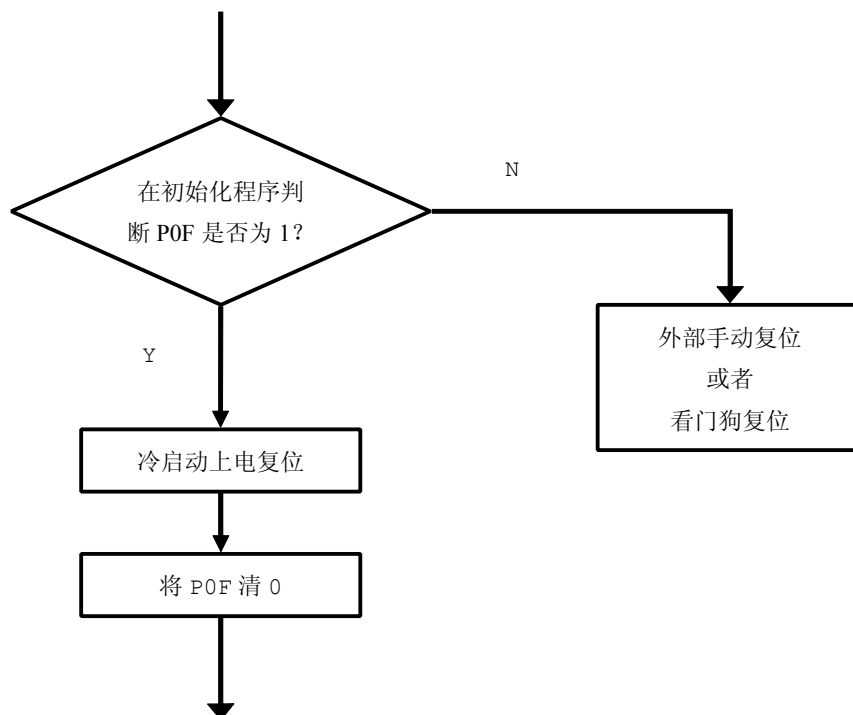 在初始化程序判
断 POF 是否为 1？
N
外部手动复位
或者
看门狗复位
Y
冷启动上电复位
将 POF 清 0